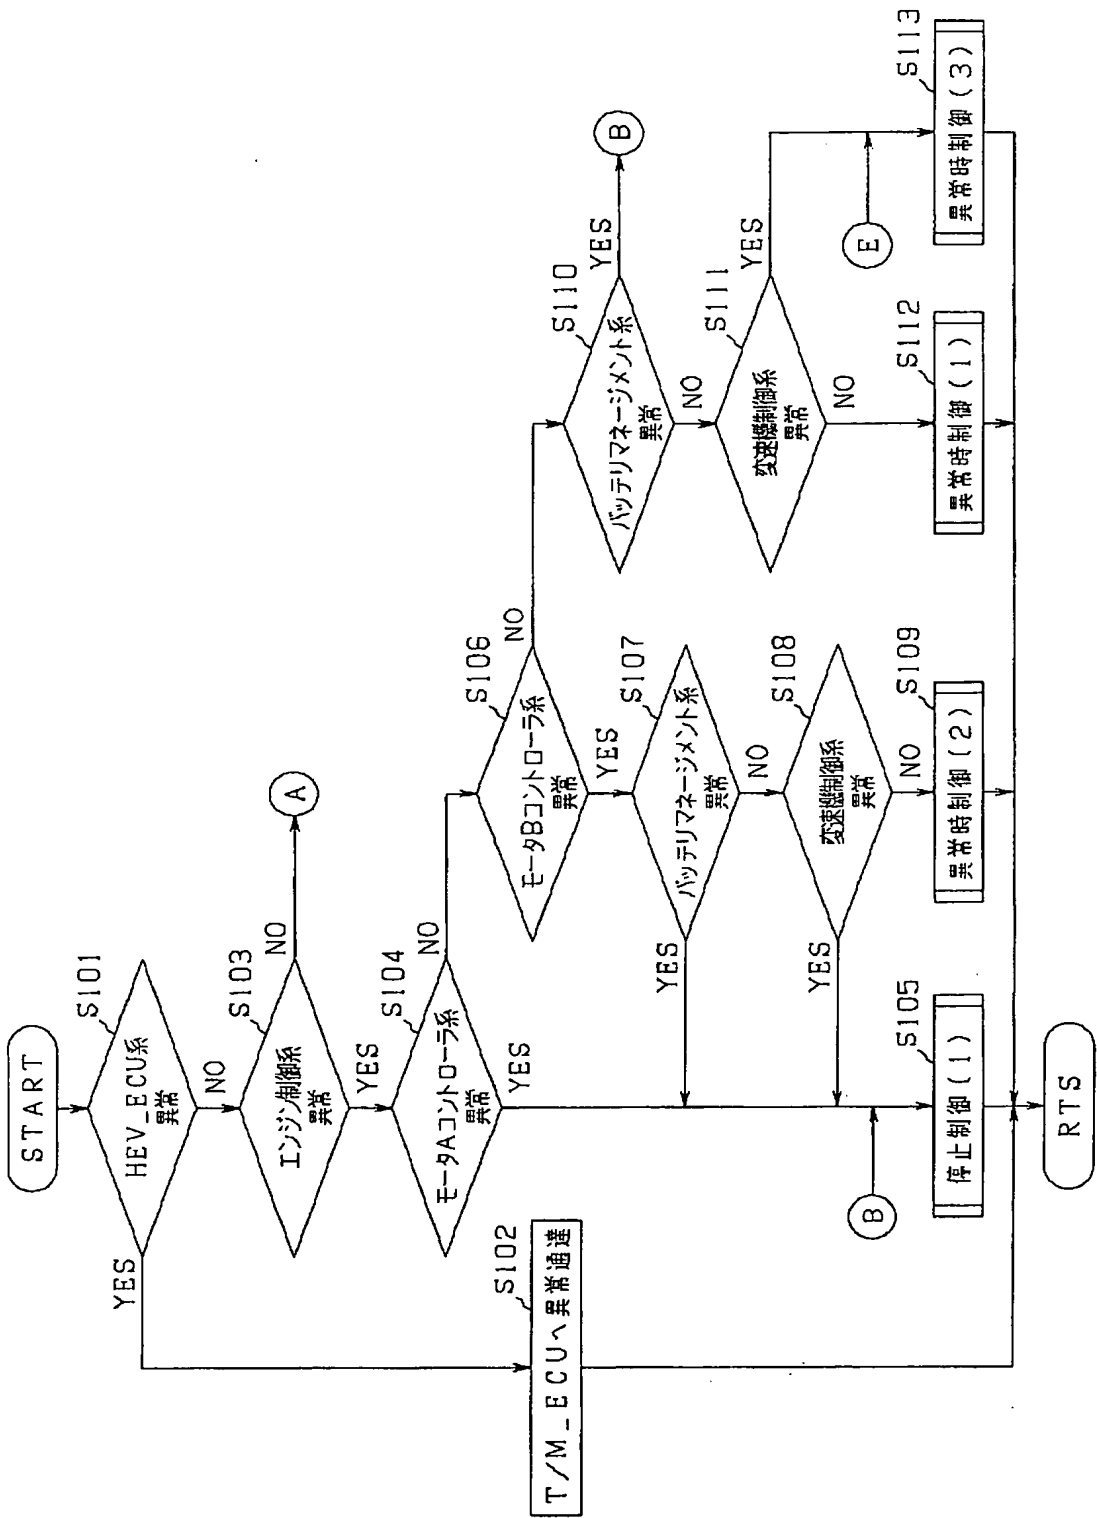 START
S101
HEV_ECU系
異常
YES
NO
S102
T/M_ECUへ異常通達
S103
エンジン制御系
異常
NO
A
YES
S104
モータAコントローラ系
異常
NO
YES
S106
モータBコントローラ系
異常
NO
YES
S107
バッテリマネージメント系
異常
YES
NO
S108
変速機制御系
異常
YES
NO
S110
バッテリマネージメント系
異常
YES
B
NO
S111
変速機制御系
異常
YES
NO
E
B
S105
停止制御(1)
S109
異常時制御(2)
S112
異常時制御(1)
S113
異常時制御(3)
RTS